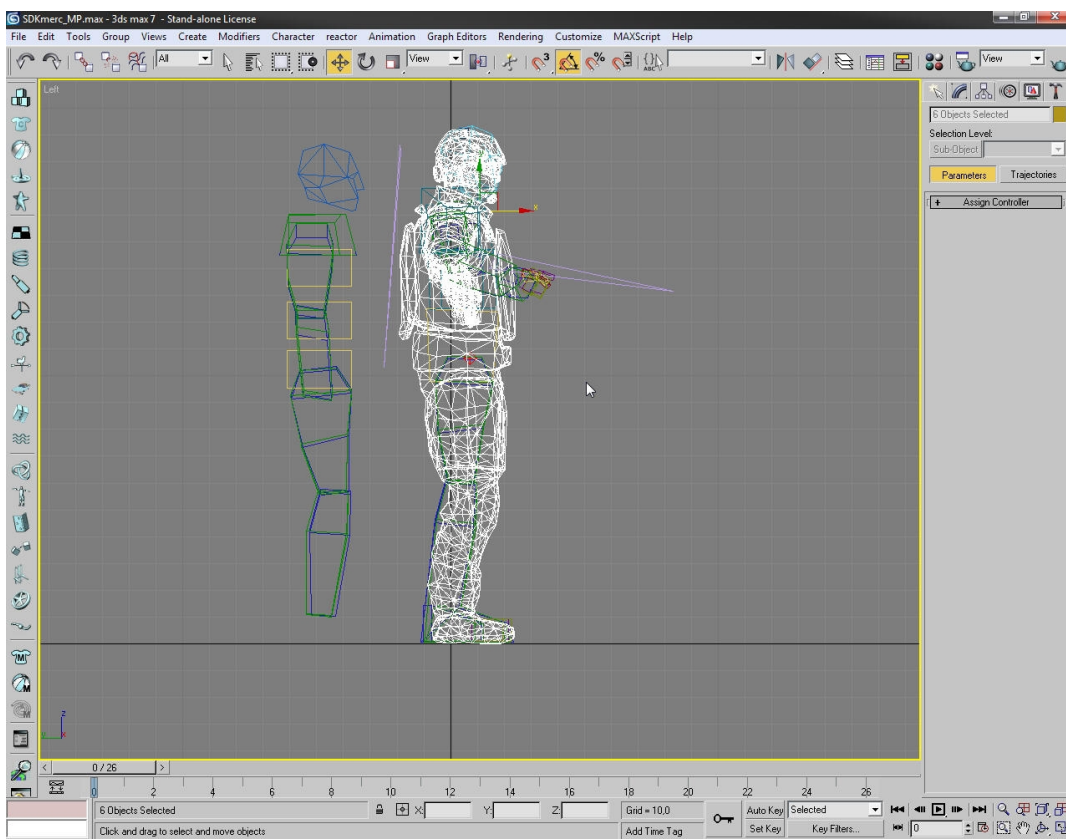 SDKmerc_MP.max - 3ds max 7 - Stand-alone License
File Edit Tools Group Views Create Modifiers Character reactor Animation Graph Editors Rendering Customize MAXScript Help
All View 3 % ABC View
Left
6 Objects Selected
Selection Level:
Sub-Object
Parameters Trajectories
+ Assign Controller
x
z
x
< 0 / 26 >
0 2 4 6 8 10 12 14 16 18 20 22 24 26
6 Objects Selected X: Y: Z: Grid = 10,0 Auto Key Selected
Click and drag to select and move objects Add Time Tag Set Key Key Filters... 0